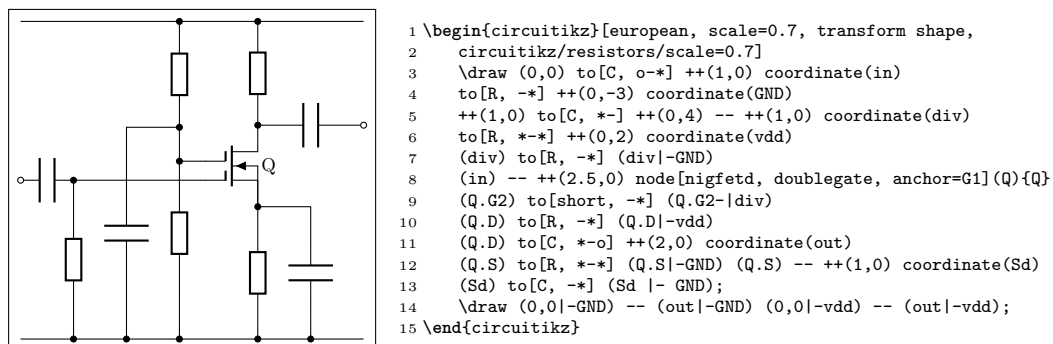 Q
1 \begin{circuitikz}[european, scale=0.7, transform shape,
2 circuitikz/resistors/scale=0.7]
3 \draw (0,0) to[C, o-*] ++(1,0) coordinate(in)
4 to[R, -*] ++(0,-3) coordinate(GND)
5 ++(1,0) to[C, *-] ++(0,4) -- ++(1,0) coordinate(div)
6 to[R, *-*] ++(0,2) coordinate(vdd)
7 (div) to[R, -*] (div|-GND)
8 (in) -- ++(2.5,0) node[nigfetd, doublegate, anchor=G1](Q){Q}
9 (Q.G2) to[short, -*] (Q.G2-|div)
10 (Q.D) to[R, -*] (Q.D|-vdd)
11 (Q.D) to[C, *-o] ++(2,0) coordinate(out)
12 (Q.S) to[R, *-*] (Q.S|-GND) (Q.S) -- ++(1,0) coordinate(Sd)
13 (Sd) to[C, -*] (Sd |- GND);
14 \draw (0,0|-GND) -- (out|-GND) (0,0|-vdd) -- (out|-vdd);
15 \end{circuitikz}